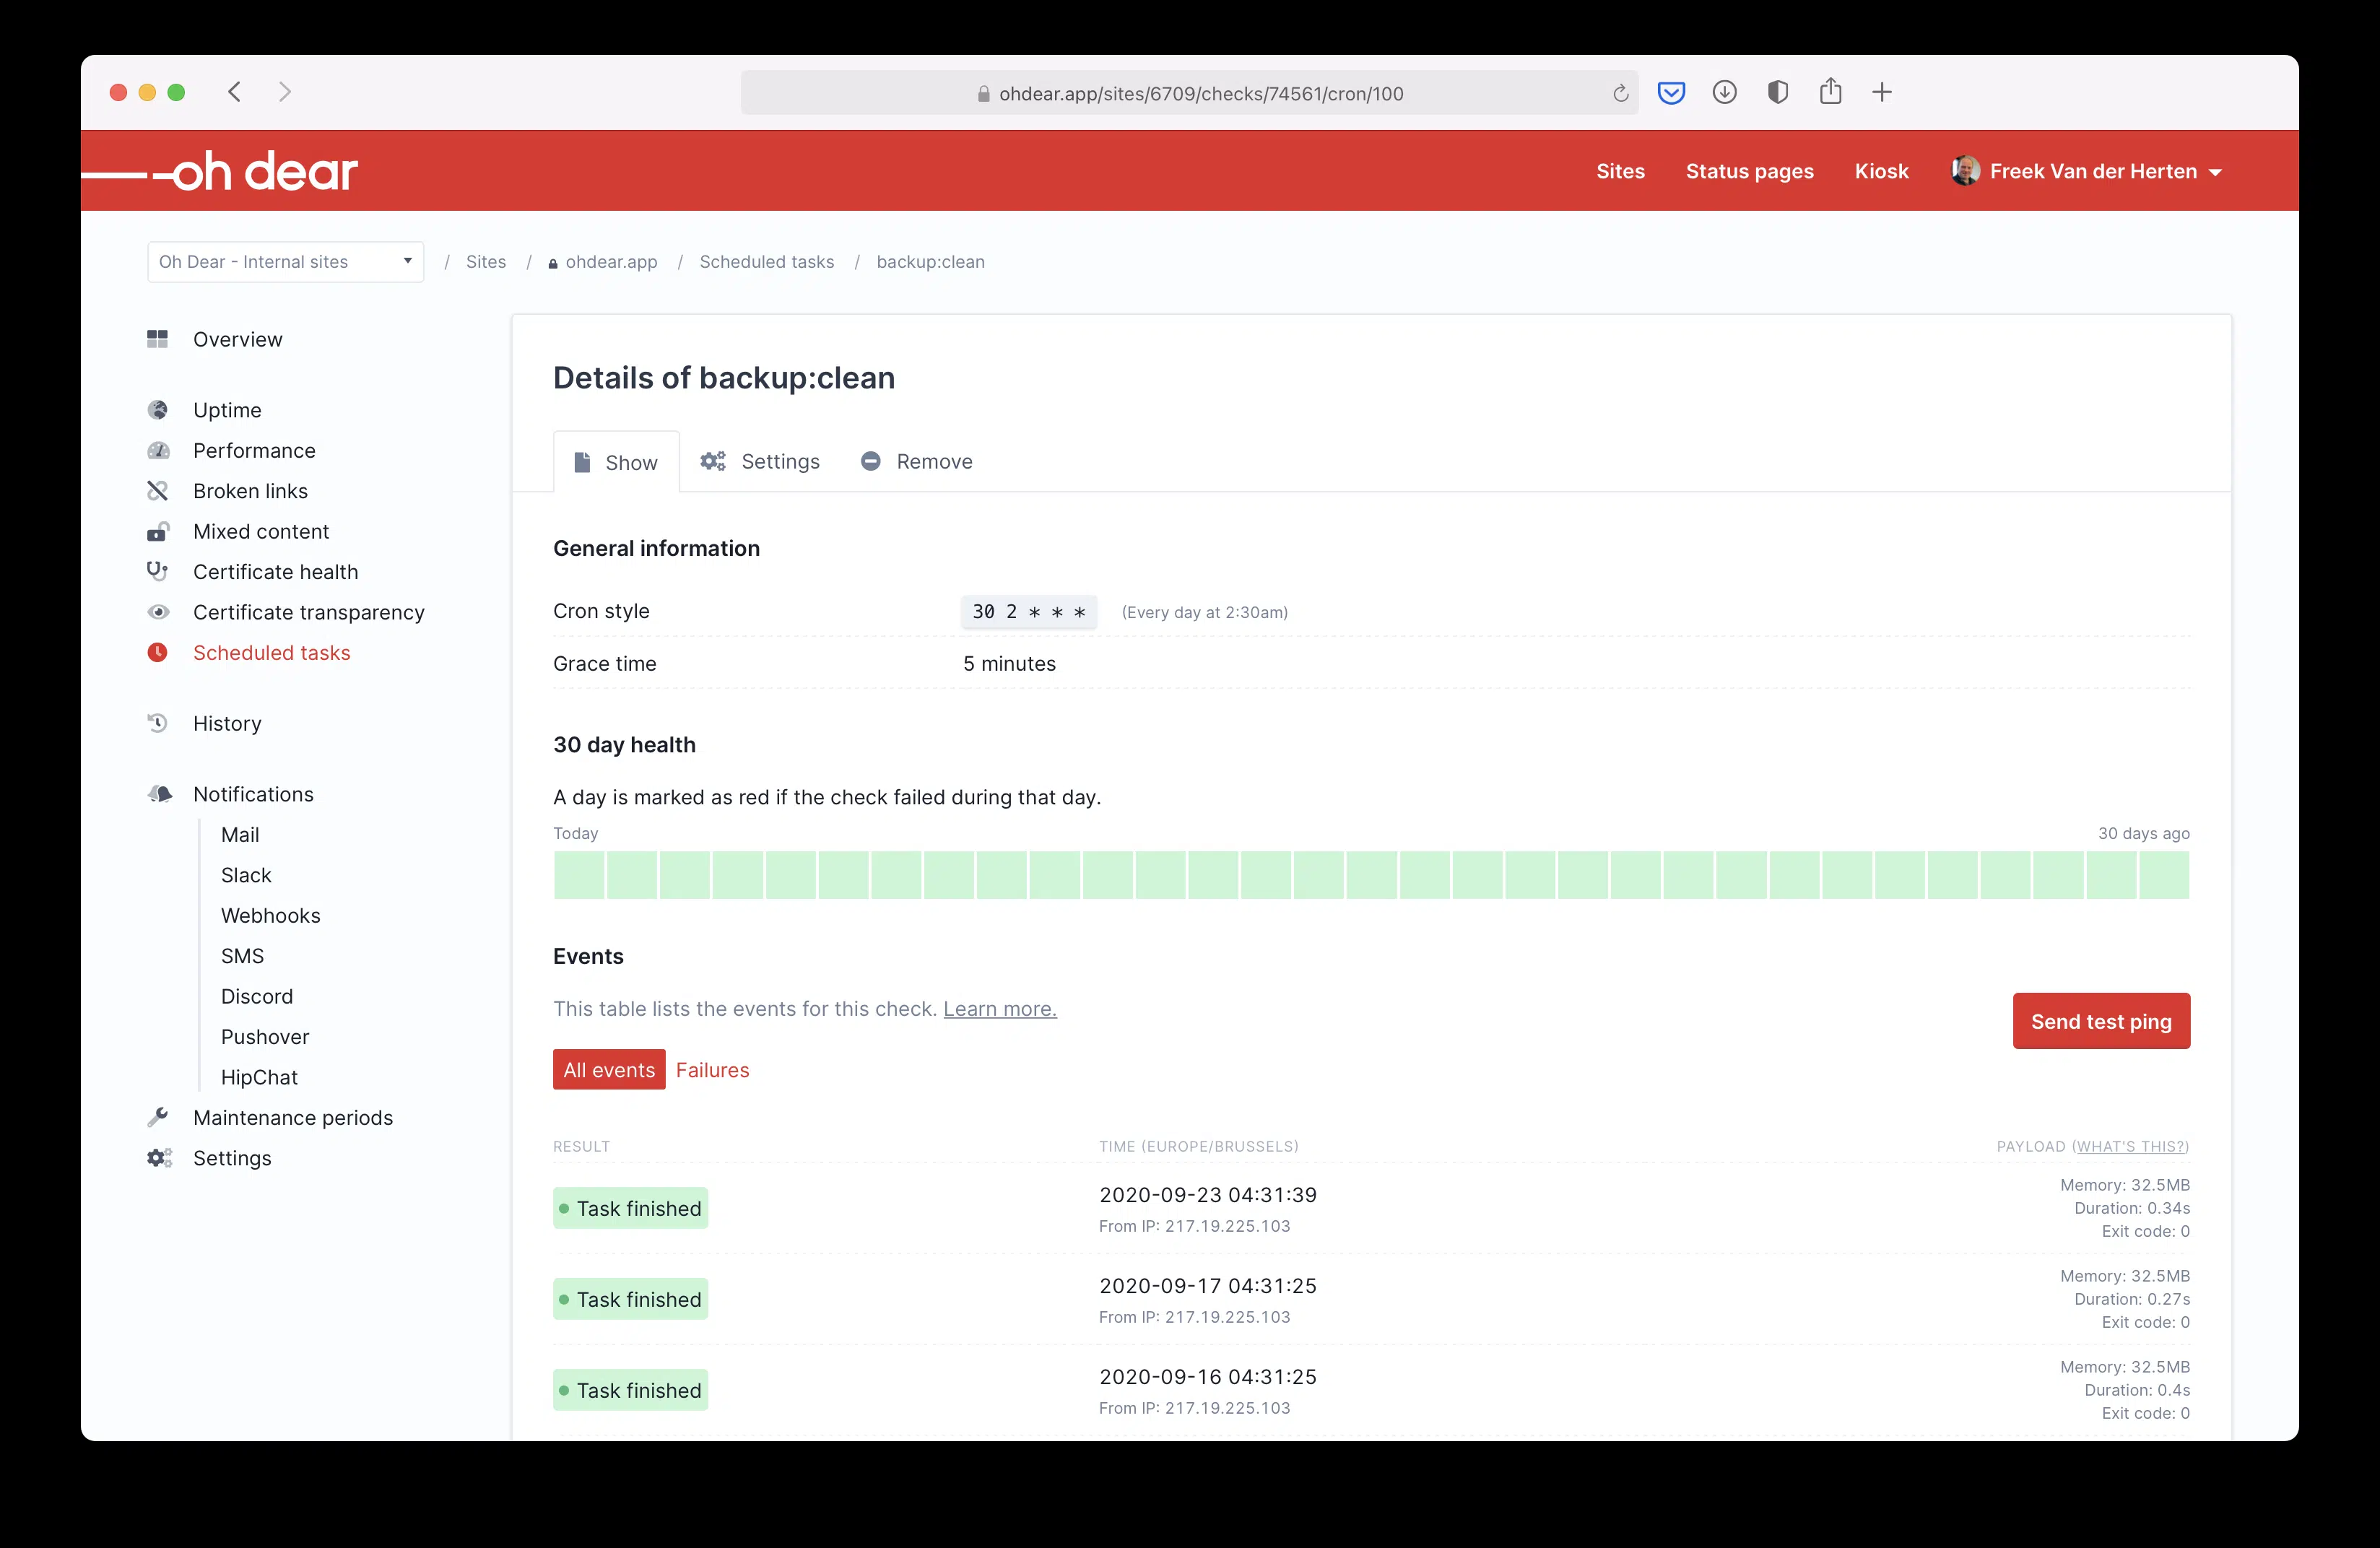 ohdear.app/sites/6709/checks/74561/cron/100
oh dear
Sites Status pages Kiosk Freek Van der Herten
Oh Dear - Internal sites / Sites / ohdear.app / Scheduled tasks / backup:clean
Overview
Uptime
Performance
Broken links
Mixed content
Certificate health
Certificate transparency
Scheduled tasks
History
Notifications
Mail
Slack
Webhooks
SMS
Discord
Pushover
HipChat
Maintenance periods
Settings
Details of backup:clean
Show Settings Remove
General information
Cron style 30 2 * * * (Every day at 2:30am)
Grace time 5 minutes
30 day health
A day is marked as red if the check failed during that day.
Today 30 days ago
Events
This table lists the events for this check. Learn more.
Send test ping
All events Failures
RESULT TIME (EUROPE/BRUSSELS) PAYLOAD (WHAT'S THIS?)
Task finished
2020-09-23 04:31:39
From IP: 217.19.225.103
Memory: 32.5MB
Duration: 0.34s
Exit code: 0
Task finished
2020-09-17 04:31:25
From IP: 217.19.225.103
Memory: 32.5MB
Duration: 0.27s
Exit code: 0
Task finished
2020-09-16 04:31:25
From IP: 217.19.225.103
Memory: 32.5MB
Duration: 0.4s
Exit code: 0